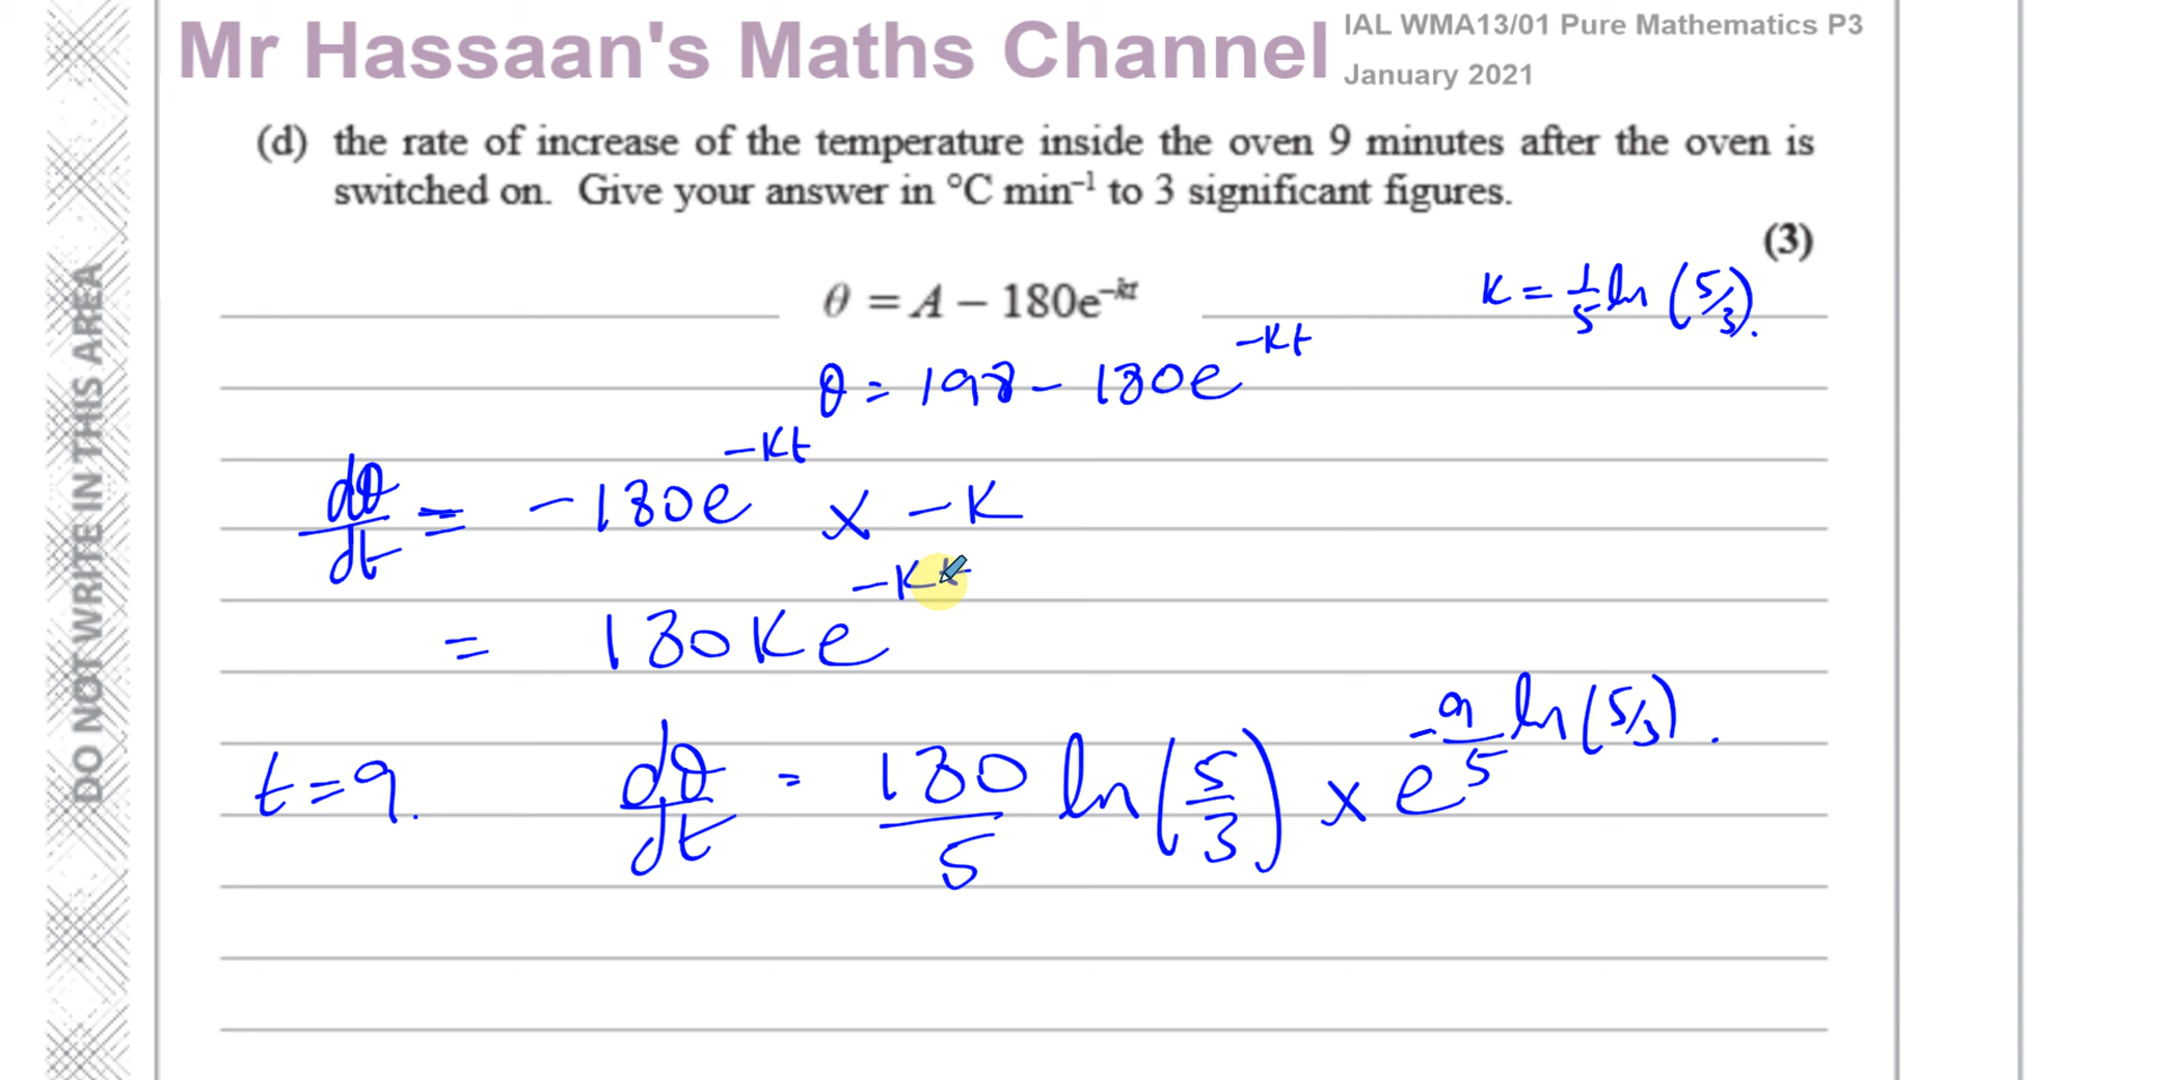 Mr Hassaan's Maths Channel
IAL WMA13/01 Pure Mathematics P3
January 2021
DO NOT WRITE IN THIS AREA
(d) the rate of increase of the temperature inside the oven 9 minutes after the oven is
switched on. Give your answer in °C min⁻¹ to 3 significant figures.
(3)
θ = A − 180e^(−kt)
K = 1/5 ln (5/3).
θ = 198 − 180e^(−Kt)
dθ/dt = −180e^(−Kt) × −K
= 180Ke^(−Kt)
t=9. dθ/dt = 180/5 ln(5/3) × e^(−9/5 ln(5/3)).